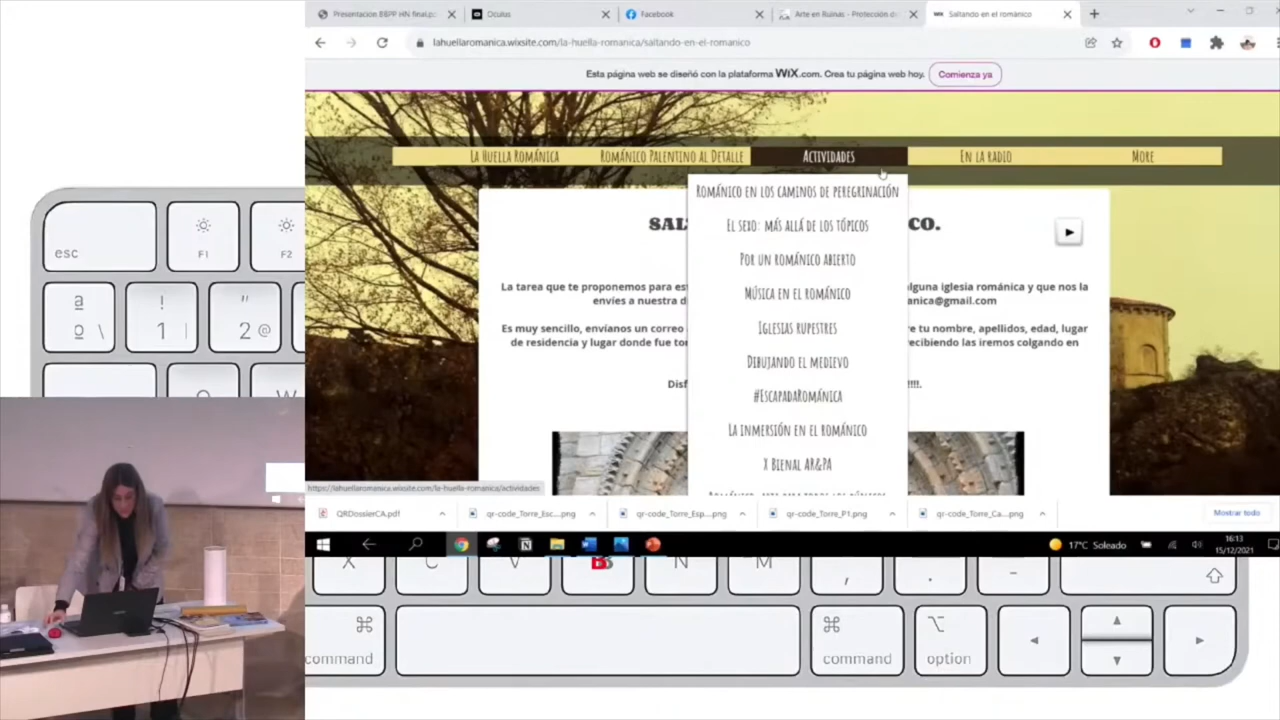 Presentación BBPP HN final.p
Oculus
Facebook
Arte en Ruinas - Protección d
Saltando en el romanico
lahuellaromanica.wixsite.com/la-huella-romanica/saltando-en-el-romanico
Esta página web se diseñó con la plataforma WiX.com. Crea tu página web hoy.
Comienza ya
La Huella Románica
Románico Palentino al Detalle
Actividades
En la radio
More
Románico en los caminos de peregrinación
El sexo: más allá de los tópicos
Por un románico abierto
Música en el románico
Iglesias rupestres
Dibujando el medievo
#EscapadaRománica
La inmersión en el románico
X Bienal AR&PA
SAL
CO.
La tarea que te proponemos para es
alguna iglesia románica y que nos la
envíes a nuestra d
anica@gmail.com
Es muy sencillo, envíanos un correo
re tu nombre, apellidos, edad, lugar
de residencia y lugar donde fue to
recibiendo las iremos colgando en
Disf
!!!.
https://lahuellaromanica.wixsite.com/la-huella-romanica/actividades
QRDossierCA.pdf
qr-code_Torre_Esc....png
qr-code_Torre_Esp....png
qr-code_Torre_P1.png
qr-code_Torre_Ca....png
Mostrar todo
17°C Soleado
16:13
15/12/2021
esc
F1
F2
ª
º \
!
1 |
"
2 @
W
X
C
V
B
N
M
,
.
-
command
command
option